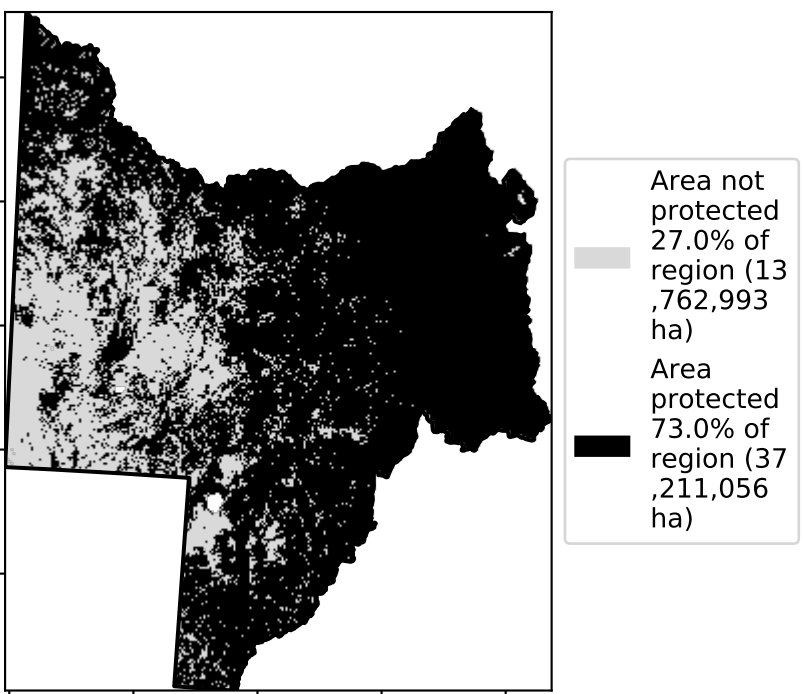 Area not
protected
27.0% of
region (13
,762,993
ha)
Area
protected
73.0% of
region (37
,211,056
ha)